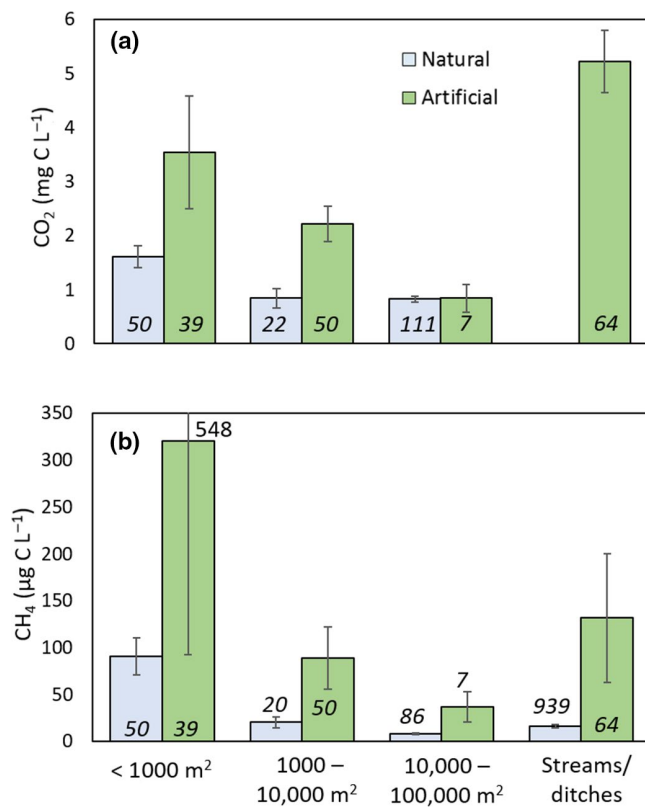 (a)
Natural
Artificial
CO₂ (mg C L⁻¹)
6
5
4
3
2
1
0
50 39 22 50 111 7 64
(b)
548
CH₄ (µg C L⁻¹)
350
300
250
200
150
100
50
0
50 39 20 50 86 7 939 64
< 1000 m²
1000 –
10,000 m²
10,000 –
100,000 m²
Streams/
ditches